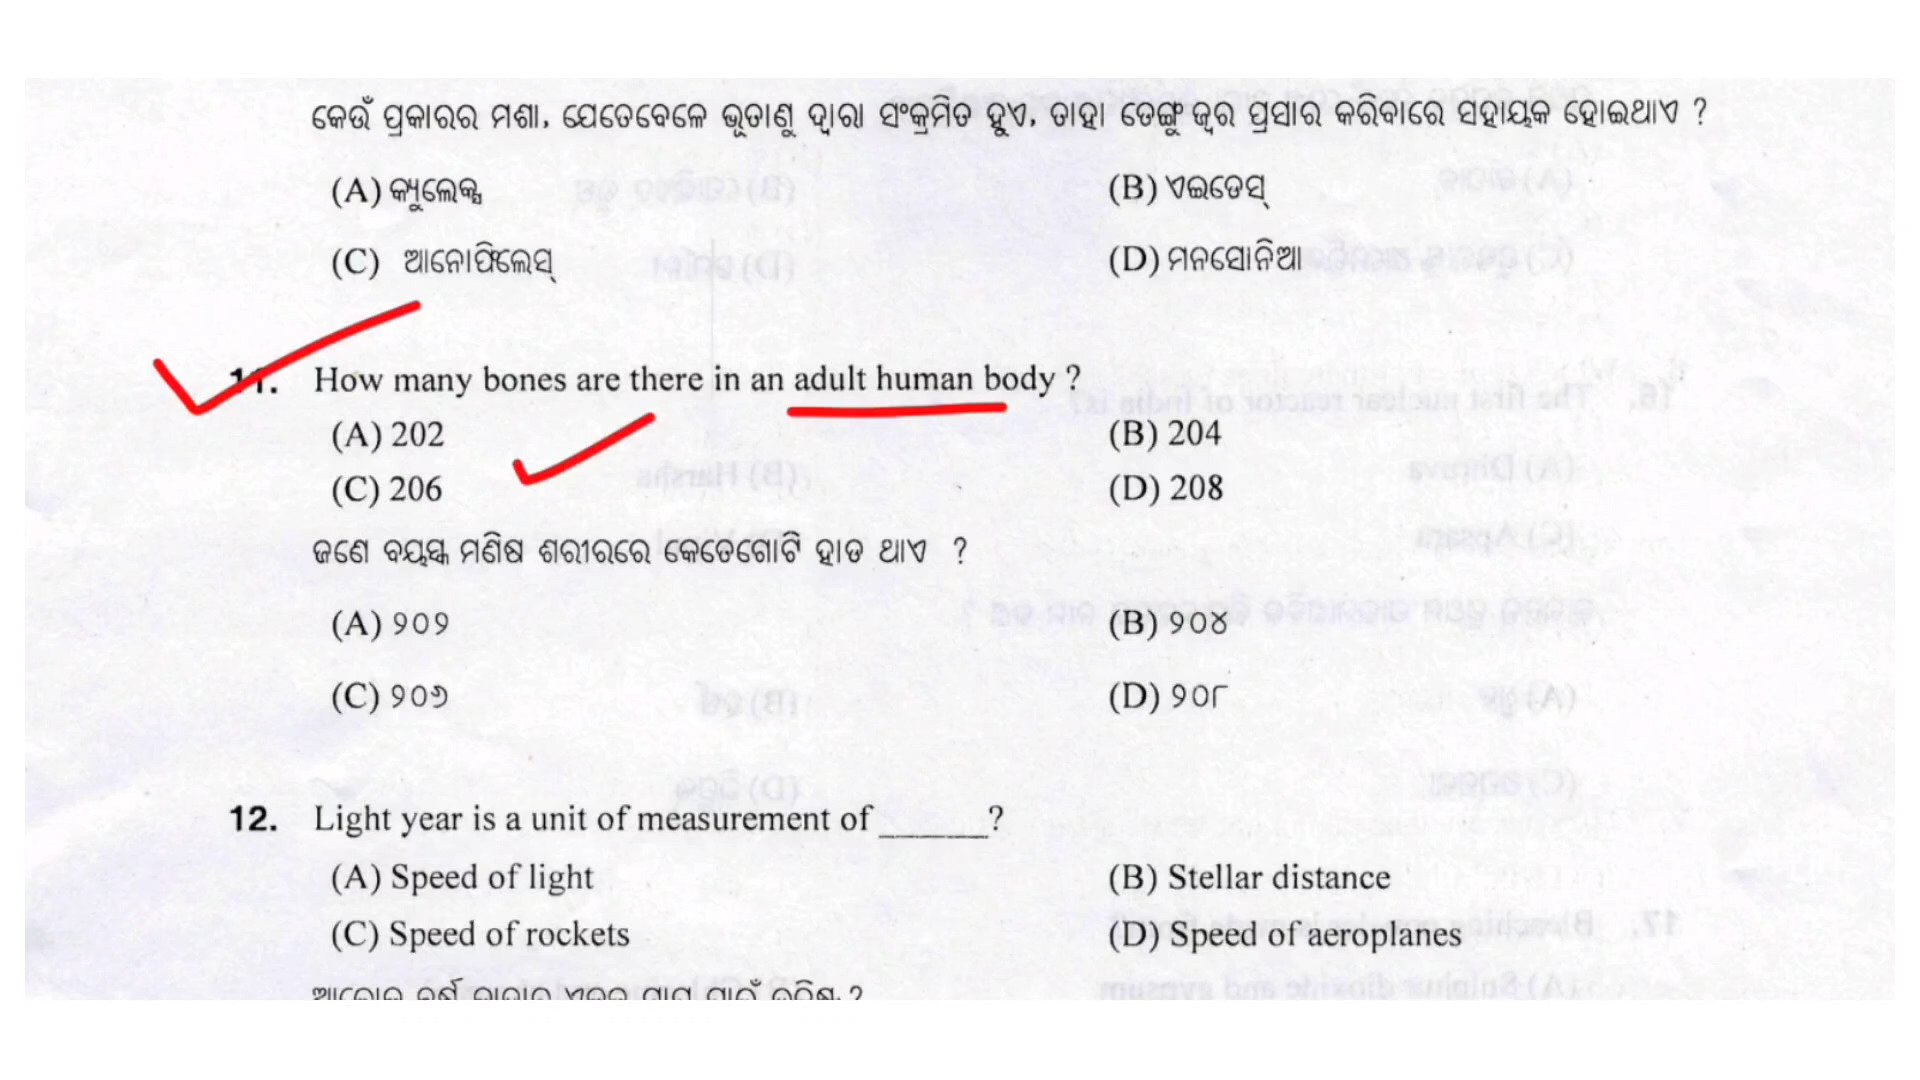 କେଉଁ ପ୍ରକାରର ମଶା, ଯେତେବେଳେ ଭୂତାଣୁ ଦ୍ୱାରା ସଂକ୍ରମିତ ହୁଏ, ତାହା ଡେଙ୍ଗୁ ଜ୍ୱର ପ୍ରସାର କରିବାରେ ସହାୟକ ହୋଇଥାଏ ?
(A) କ୍ୟୁଲେକ୍ସ (B) ଏଇଡେସ୍
(C) ଆନୋଫିଲେସ୍ (D) ମନସୋନିଆ
11. How many bones are there in an adult human body ?
(A) 202 (B) 204
(C) 206 (D) 208
ଜଣେ ବୟସ୍କ ମଣିଷ ଶରୀରରେ କେତେଗୋଟି ହାଡ ଥାଏ ?
(A) ୨୦୨ (B) ୨୦୪
(C) ୨୦୬ (D) ୨୦୮
12. Light year is a unit of measurement of ______?
(A) Speed of light (B) Stellar distance
(C) Speed of rockets (D) Speed of aeroplanes